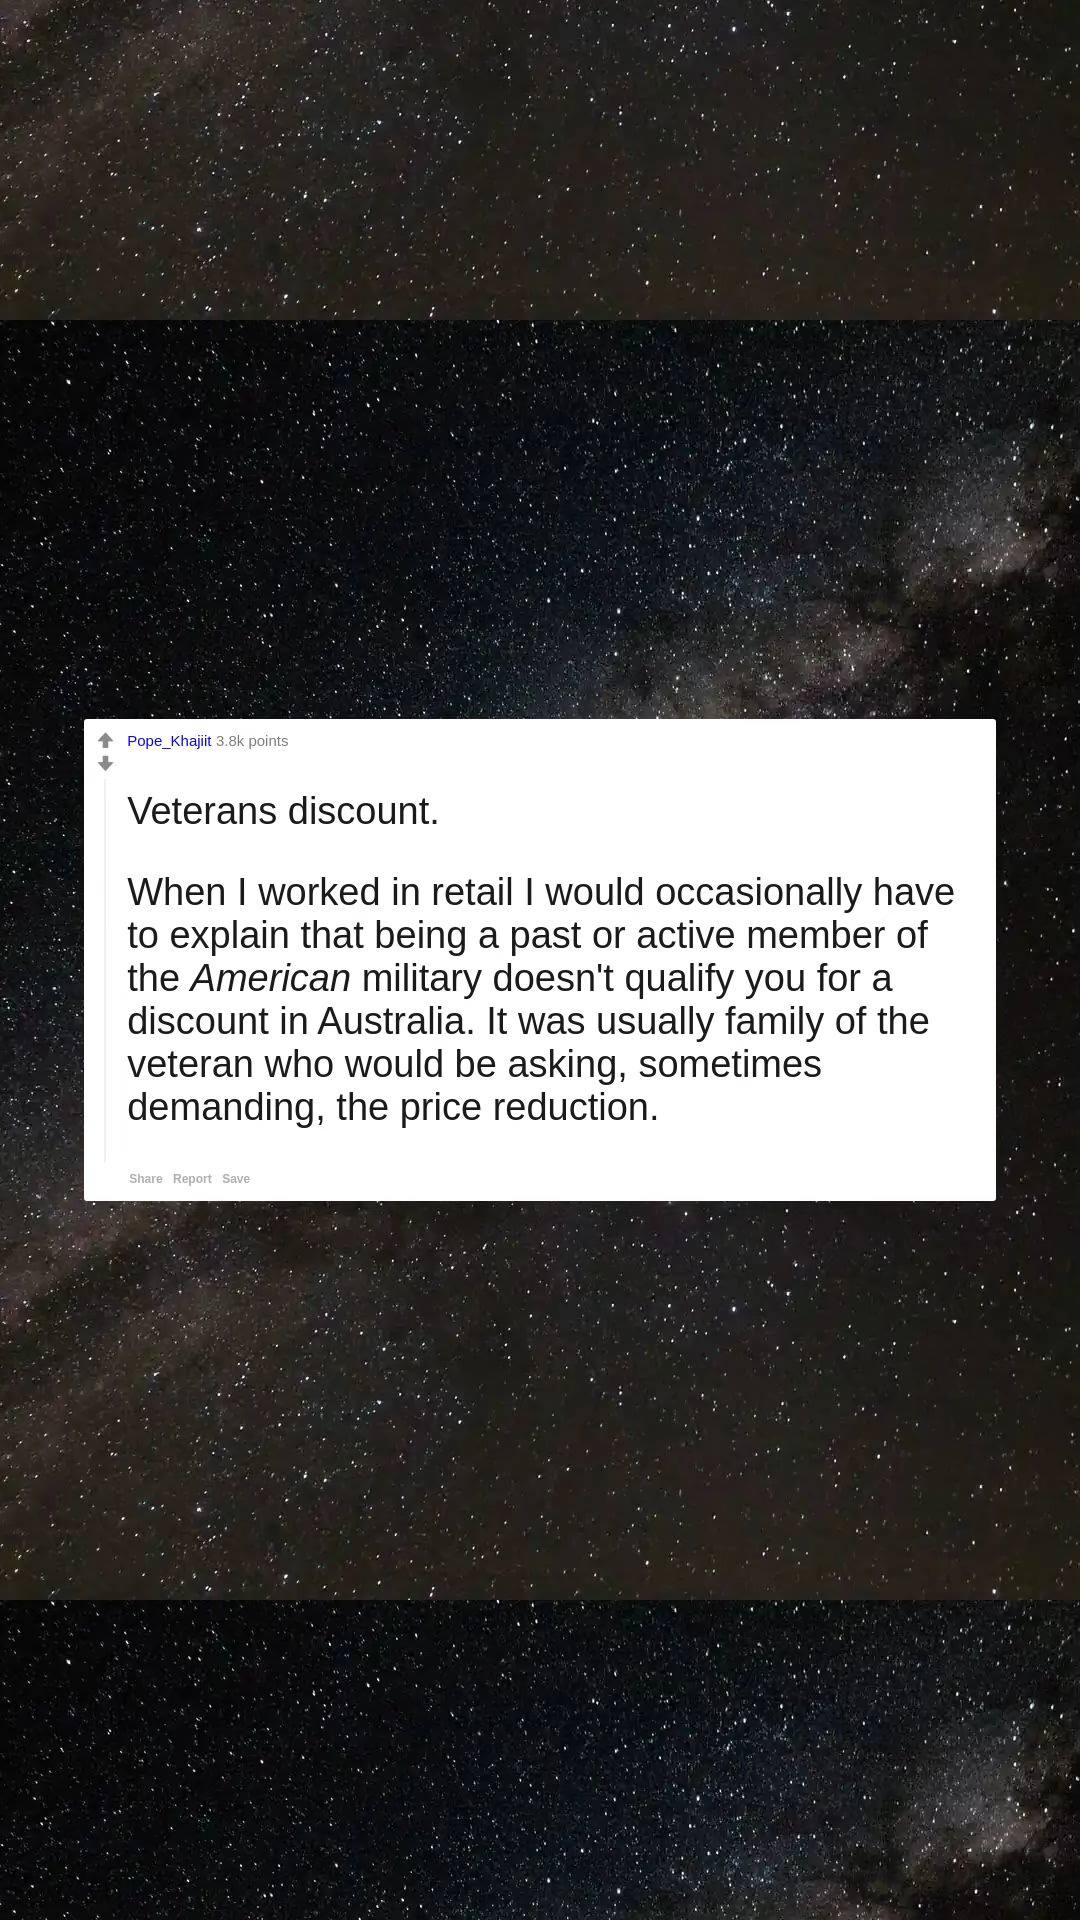 Pope_Khajiit 3.8k points
Veterans discount.
When I worked in retail I would occasionally have
to explain that being a past or active member of
the American military doesn't qualify you for a
discount in Australia. It was usually family of the
veteran who would be asking, sometimes
demanding, the price reduction.
Share Report Save